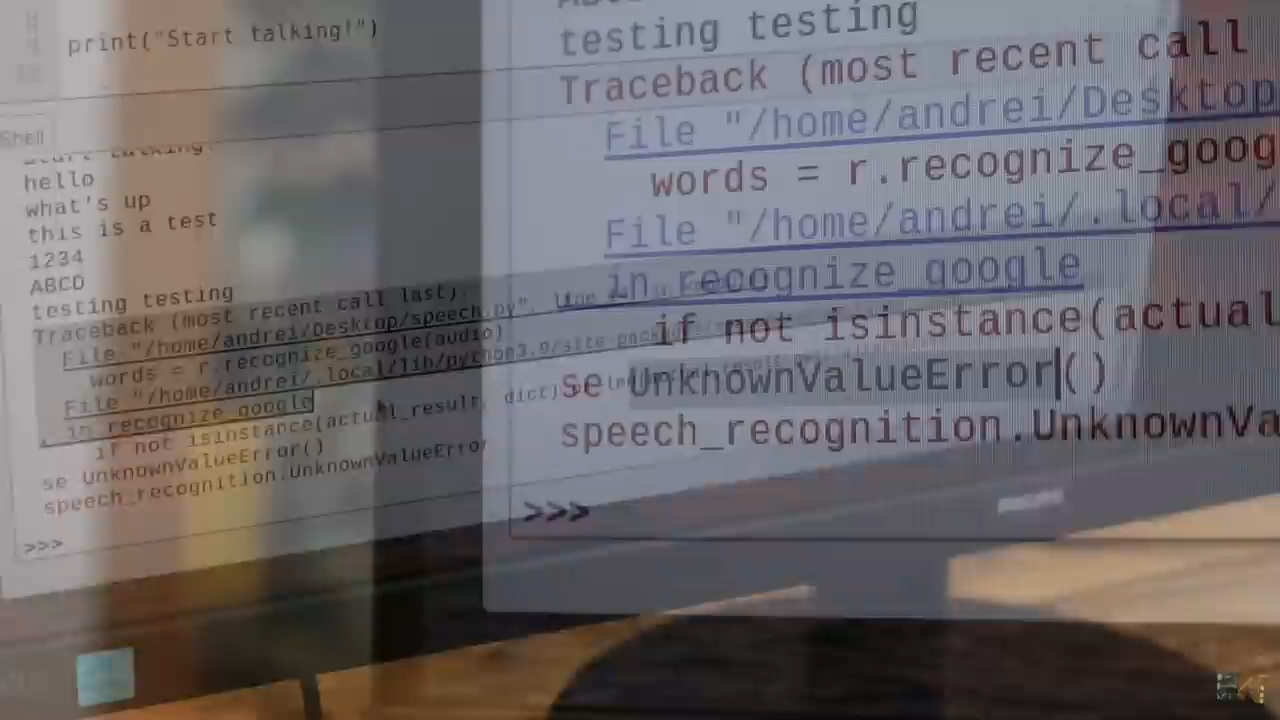 print("Start talking!")
Shell
hello
what's up
this is a test
1234
ABCD
testing testing
Traceback (most recent call last):
File "/home/andrei/Desktop/speech.py", line
words = r.recognize_google(audio)
File "/home/andrei/.local/lib/python3.9/site-pack
, in recognize_google
if not isinstance(actual_result, dict)
se UnknownValueError()
speech_recognition.UnknownValueError
>>>
testing testing
Traceback (most recent call
File "/home/andrei/Desktop
words = r.recognize_goog
File "/home/andrei/.local/
in recognize_google
if not isinstance(actual
se UnknownValueError()
speech_recognition.UnknownVa
>>>